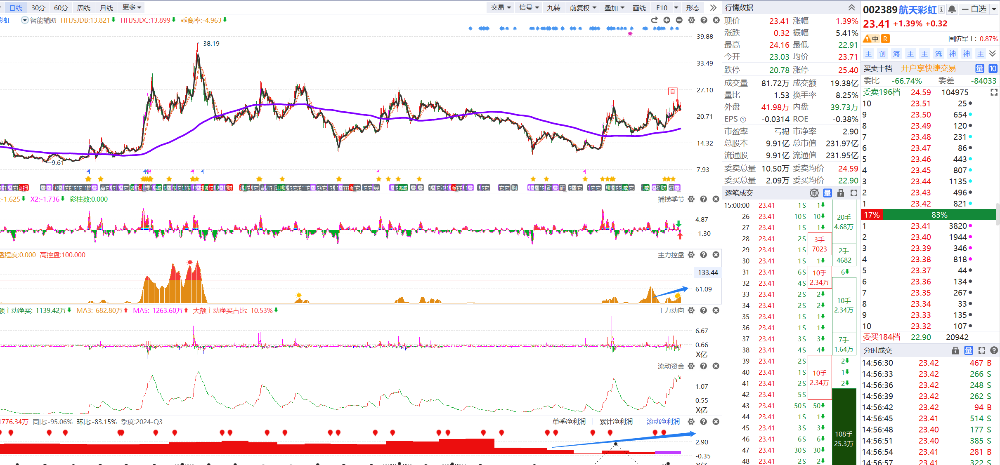 日线 30分 60分 周线 月线 更多
交易 信号 九转 前复权 叠加 画线 F10 形态
彩虹 智能辅助 HHJSJDB:13.821 HHJSJDC:13.899 乖离率:-4.963
39.88
38.19
33.49
27.10
自
20.71
14.32
9.61
7.93
:-1.625 X2:-1.736 彩柱数:0.000
捕捞季节
4.87
-1.30
盘程度:0.000 高控盘:100.000
主力控盘
133.44
61.09
额主动净买:-1139.42万 MA3:-682.80万 MA5:-1263.60万 大额主动净买占比:-10.53%
主力动向
6.67
0.66
X亿
流动资金
1.07
0.55
X亿
1776.34万 同比:-95.06% 环比:-83.15% 季度:2024-Q3
单季净利润 累计净利润 滚动净利润
2.90
-0.35
行情数据
现价 23.41 涨幅 1.39%
涨跌 0.32 振幅 5.41%
最高 24.16 最低 22.91
今开 23.03 均价 23.71
跌停 20.78 涨停 25.40
成交量 81.72万 成交额 19.38亿
量比 1.53 换手率 8.25%
外盘 41.98万 内盘 39.73万
EPS ① -0.0314 ROE -0.38%
市盈率 亏损 市净率 2.90
总股本 9.91亿 总市值 231.97亿
流通股 9.91亿 流通值 231.95亿
委卖总量 10.50万 委卖均价 24.59
委买总量 2.09万 委买均价 22.90
逐笔成交 单 量
15:00:00 23.41 1 S 1
26 23.41 10 S 10
27 23.41 1 S 1
28 23.41 2 S
29 23.41 1 S
30 23.41 1 S 1
31 23.41 6 S
32 23.41 4 S
33 23.41 2 S 2
34 23.41 2 S 2
35 23.41 1 S 1
36 23.41 1 S 1
37 23.41 3 S 3
38 23.41 4 S 4
39 23.41 2 S
40 23.41 1 S
41 23.41 2 S
42 23.41 5 S
43 23.41 50 S 50
44 23.41 1 S 1
45 23.41 3 S 3
46 23.41 6 S 6
47 23.41 30 S 30
48 23.41 2 S 2
3手
7023
10手
2.34万
10手
2.34万
20手
4.68万
2手
4682
6
10手
2.34万
7手
1.64万
2
1
2
108手
25.3万
002389 航天彩虹 i 自选
23.41 +1.39% +0.32
中 R 国防军工: 0.87%
主 创 海 主 主 流 神 神 主
买卖十档 开户享快捷交易 量 10
委比 -66.74% 委差 -84033
委卖196档 24.59 104975
10 23.51 25
9 23.50 654
8 23.49 120
7 23.48 231
6 23.47 86
5 23.46 443
4 23.45 807
3 23.44 1135
2 23.43 496
1 23.42 821
17% 83%
1 23.41 3820
2 23.40 1944
3 23.39 346
4 23.38 818
5 23.37 44
6 23.36 134
7 23.35 267
8 23.34 33
9 23.33 135
10 23.32 107
委买184档 22.90 20942
分时成交 量
14:56:30 23.42 467 B
14:56:33 23.42 266 S
14:56:36 23.42 248 S
14:56:39 23.42 262 S
14:56:42 23.42 94 B
14:56:45 23.41 514 S
14:56:48 23.40 177 S
14:56:51 23.40 385 S
14:56:54 23.41 281 B
14:56:57 23.41 322 S